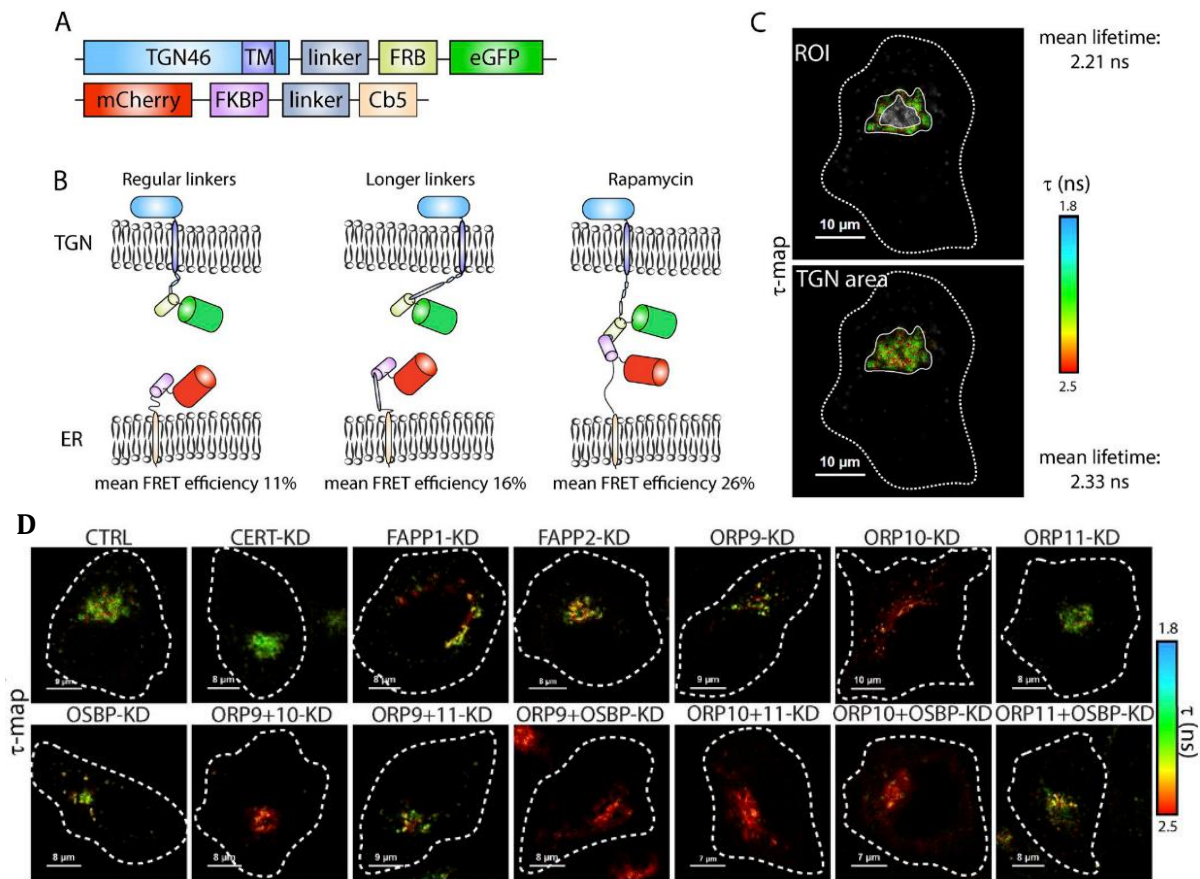 A
TGN46 TM linker FRB eGFP
mCherry FKBP linker Cb5
B
Regular linkers Longer linkers Rapamycin
TGN
ER
mean FRET efficiency 11% mean FRET efficiency 16% mean FRET efficiency 26%
C
ROI
10 μm
mean lifetime:
2.21 ns
τ-map
τ (ns)
1.8
2.5
TGN area
10 μm
mean lifetime:
2.33 ns
D
CTRL CERT-KD FAPP1-KD FAPP2-KD ORP9-KD ORP10-KD ORP11-KD
9 μm 8 μm 8 μm 8 μm 9 μm 10 μm 8 μm
τ-map
OSBP-KD ORP9+10-KD ORP9+11-KD ORP9+OSBP-KD ORP10+11-KD ORP10+OSBP-KD ORP11+OSBP-KD
8 μm 8 μm 9 μm 8 μm 7 μm 7 μm 8 μm
1.8
τ (ns)
2.5